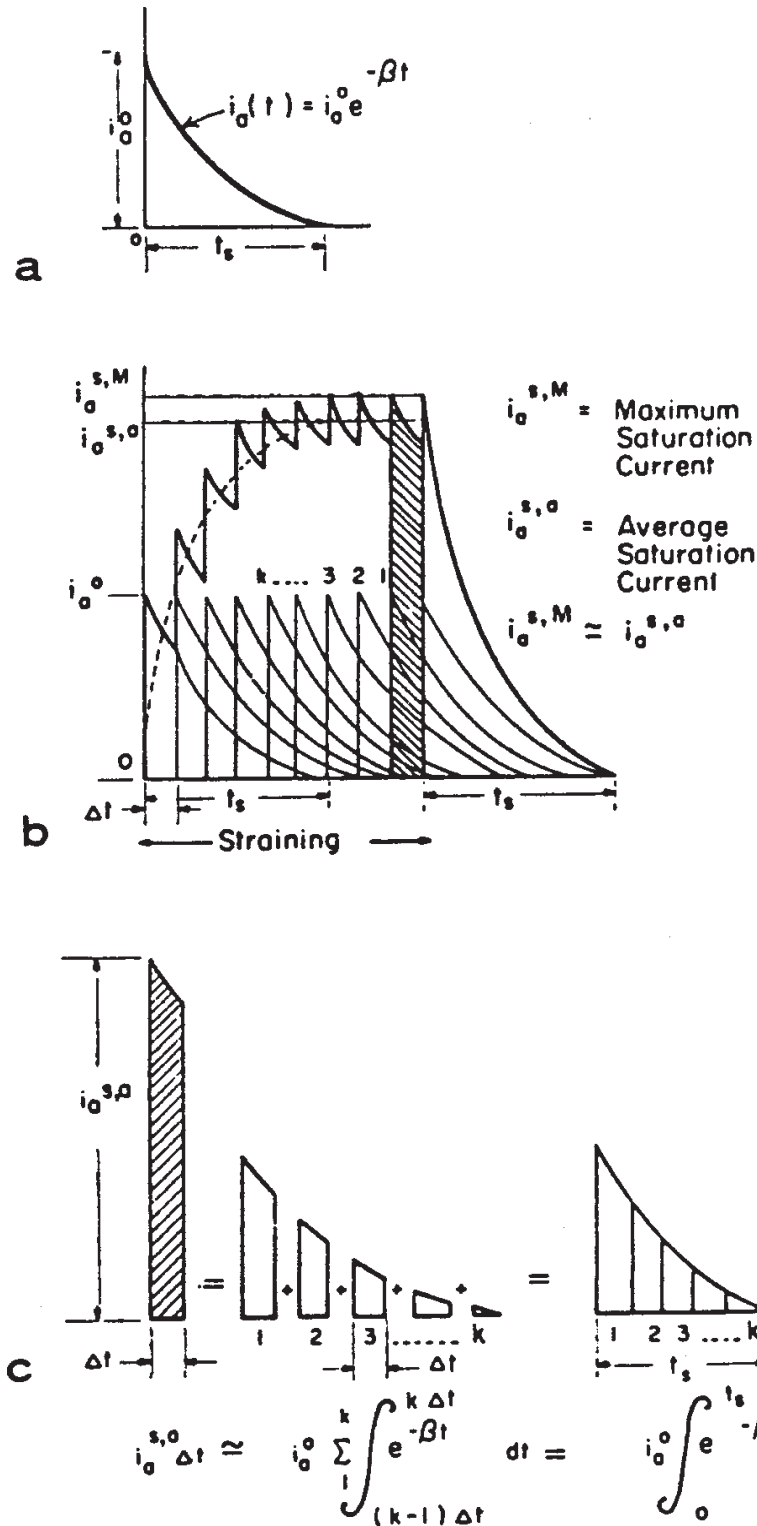 i_a(t) = i_a^o e^{-βt}
i_a^o
o
t_s
a
i_a^{s,M}
i_a^{s,a}
i_a^{s,M} = Maximum
Saturation
Current
i_a^{s,a} = Average
Saturation
Current
i_a^{s,M} ≃ i_a^{s,a}
i_a^o
k .... 3 2 1
O
Δt
t_s
t_s
b
Straining
i_a^{s,a}
= + + + + =
1 2 3 ...... k
1 2 3 .... k
Δt
Δt
t_s
c
i_a^{s,a} Δt ≃ i_a^o Σ_1^k ∫_{(k-1)Δt}^{kΔt} e^{-βt} dt = i_a^o ∫_o^{t_s} e^-